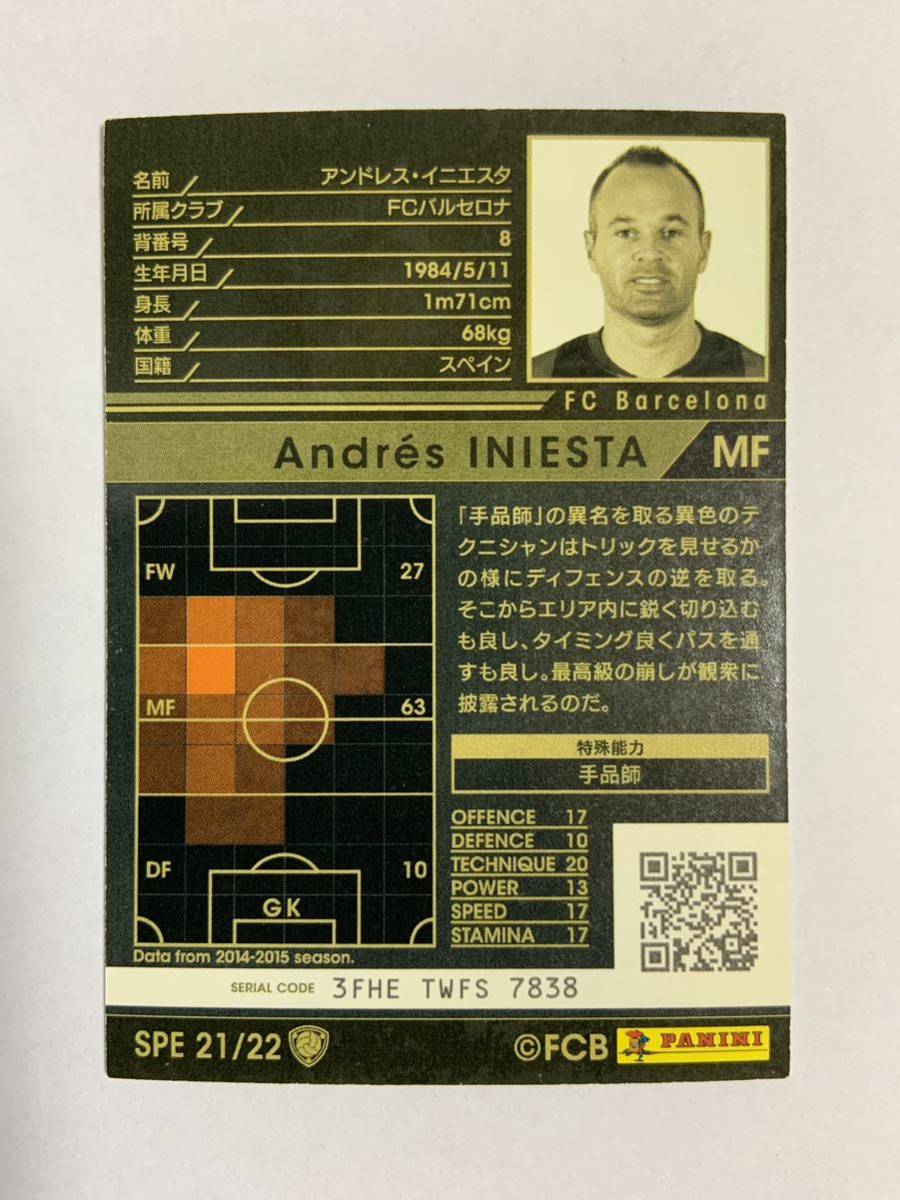 名前 アンドレス・イニエスタ
所属クラブ FCバルセロナ
背番号 8
生年月日 1984/5/11
身長 1m71cm
体重 68kg
国籍 スペイン
FC Barcelona
Andrés INIESTA MF
FW 27
MF 63
DF 10
GK
Data from 2014-2015 season.
「手品師」の異名を取る異色のテ
クニシャンはトリックを見せるか
の様にディフェンスの逆を取る。
そこからエリア内に鋭く切り込む
も良し、タイミング良くパスを通
すも良し。最高級の崩しが観衆に
披露されるのだ。
特殊能力
手品師
OFFENCE 17
DEFENCE 10
TECHNIQUE 20
POWER 13
SPEED 17
STAMINA 17
SERIAL CODE 3FHE TWFS 7838
SPE 21/22 ©FCB PANINI